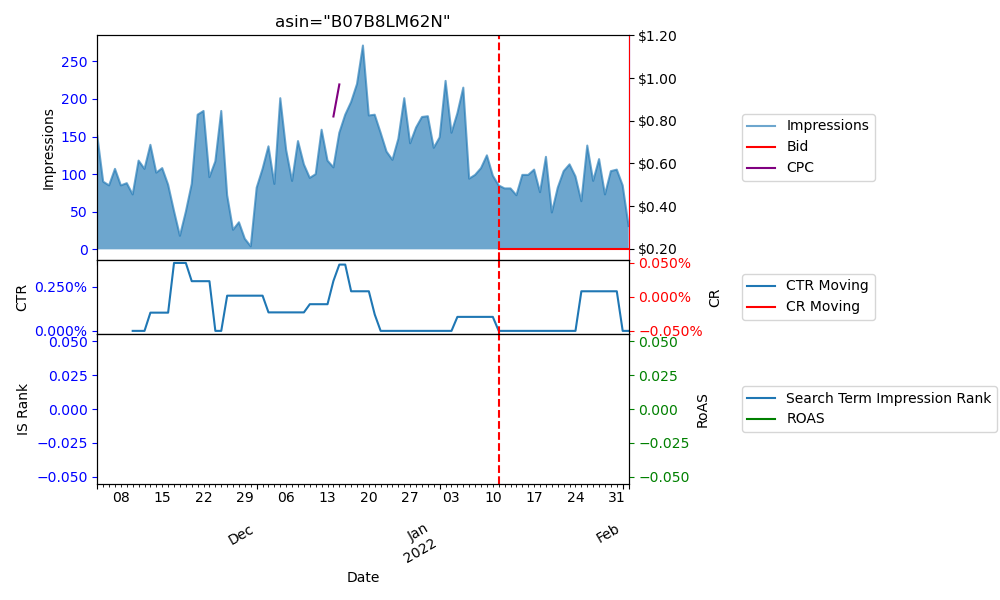 asin="B07B8LM62N"
Impressions
250
200
150
100
50
0
$1.20
$1.00
$0.80
$0.60
$0.40
$0.20
Impressions
Bid
CPC
CTR
0.250%
0.000%
0.050%
0.000%
−0.050%
CR
CTR Moving
CR Moving
IS Rank
0.050
0.025
0.000
−0.025
−0.050
0.050
0.025
0.000
−0.025
−0.050
RoAS
Search Term Impression Rank
ROAS
08 15 22 29 06 13 20 27 03 10 17 24 31
Dec Jan Feb
2022
Date